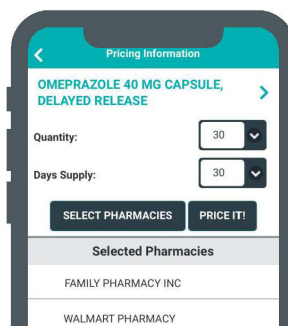 Pricing Information
OMEPRAZOLE 40 MG CAPSULE,
DELAYED RELEASE
Quantity:
30
Days Supply:
30
SELECT PHARMACIES
PRICE IT!
Selected Pharmacies
FAMILY PHARMACY INC
WALMART PHARMACY